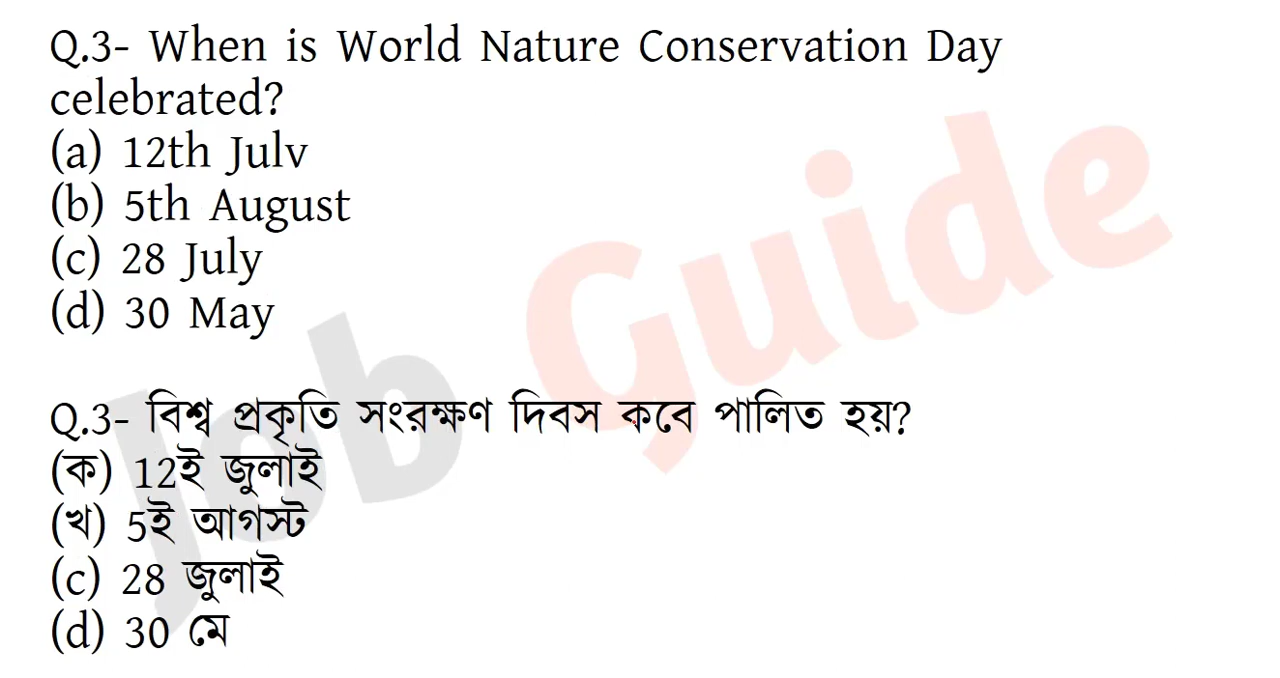 Q.3- When is World Nature Conservation Day
celebrated?
(a) 12th Julv
(b) 5th August
(c) 28 July
(d) 30 May
Job Guide
Q.3- বিশ্ব প্রকৃতি সংরক্ষণ দিবস কবে পালিত হয়?
(ক) 12ই জুলাই
(খ) 5ই আগস্ট
(c) 28 জুলাই
(d) 30 মে